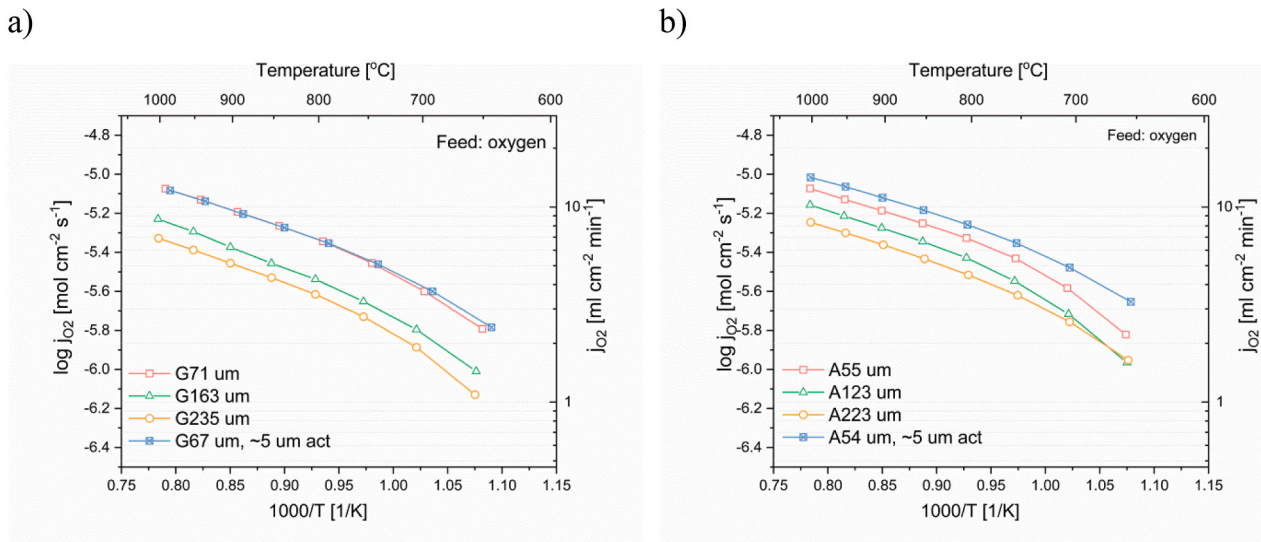 a)
Temperature [°C]
1000 900 800 700 600
Feed: oxygen
-4.8
-5.0
-5.2
-5.4
-5.6
-5.8
-6.0
-6.2
-6.4
log jO2 [mol cm-2 s-1]
10¹
1
jO2 [ml cm-2 min-1]
G71 um
G163 um
G235 um
G67 um, ~5 um act
0.75 0.80 0.85 0.90 0.95 1.00 1.05 1.10 1.15
1000/T [1/K]
b)
Temperature [°C]
1000 900 800 700 600
Feed: oxygen
-4.8
-5.0
-5.2
-5.4
-5.6
-5.8
-6.0
-6.2
-6.4
log jO2 [mol cm-2 s-1]
10¹
1
jO2 [ml cm-2 min-1]
A55 um
A123 um
A223 um
A54 um, ~5 um act
0.75 0.80 0.85 0.90 0.95 1.00 1.05 1.10 1.15
1000/T [1/K]